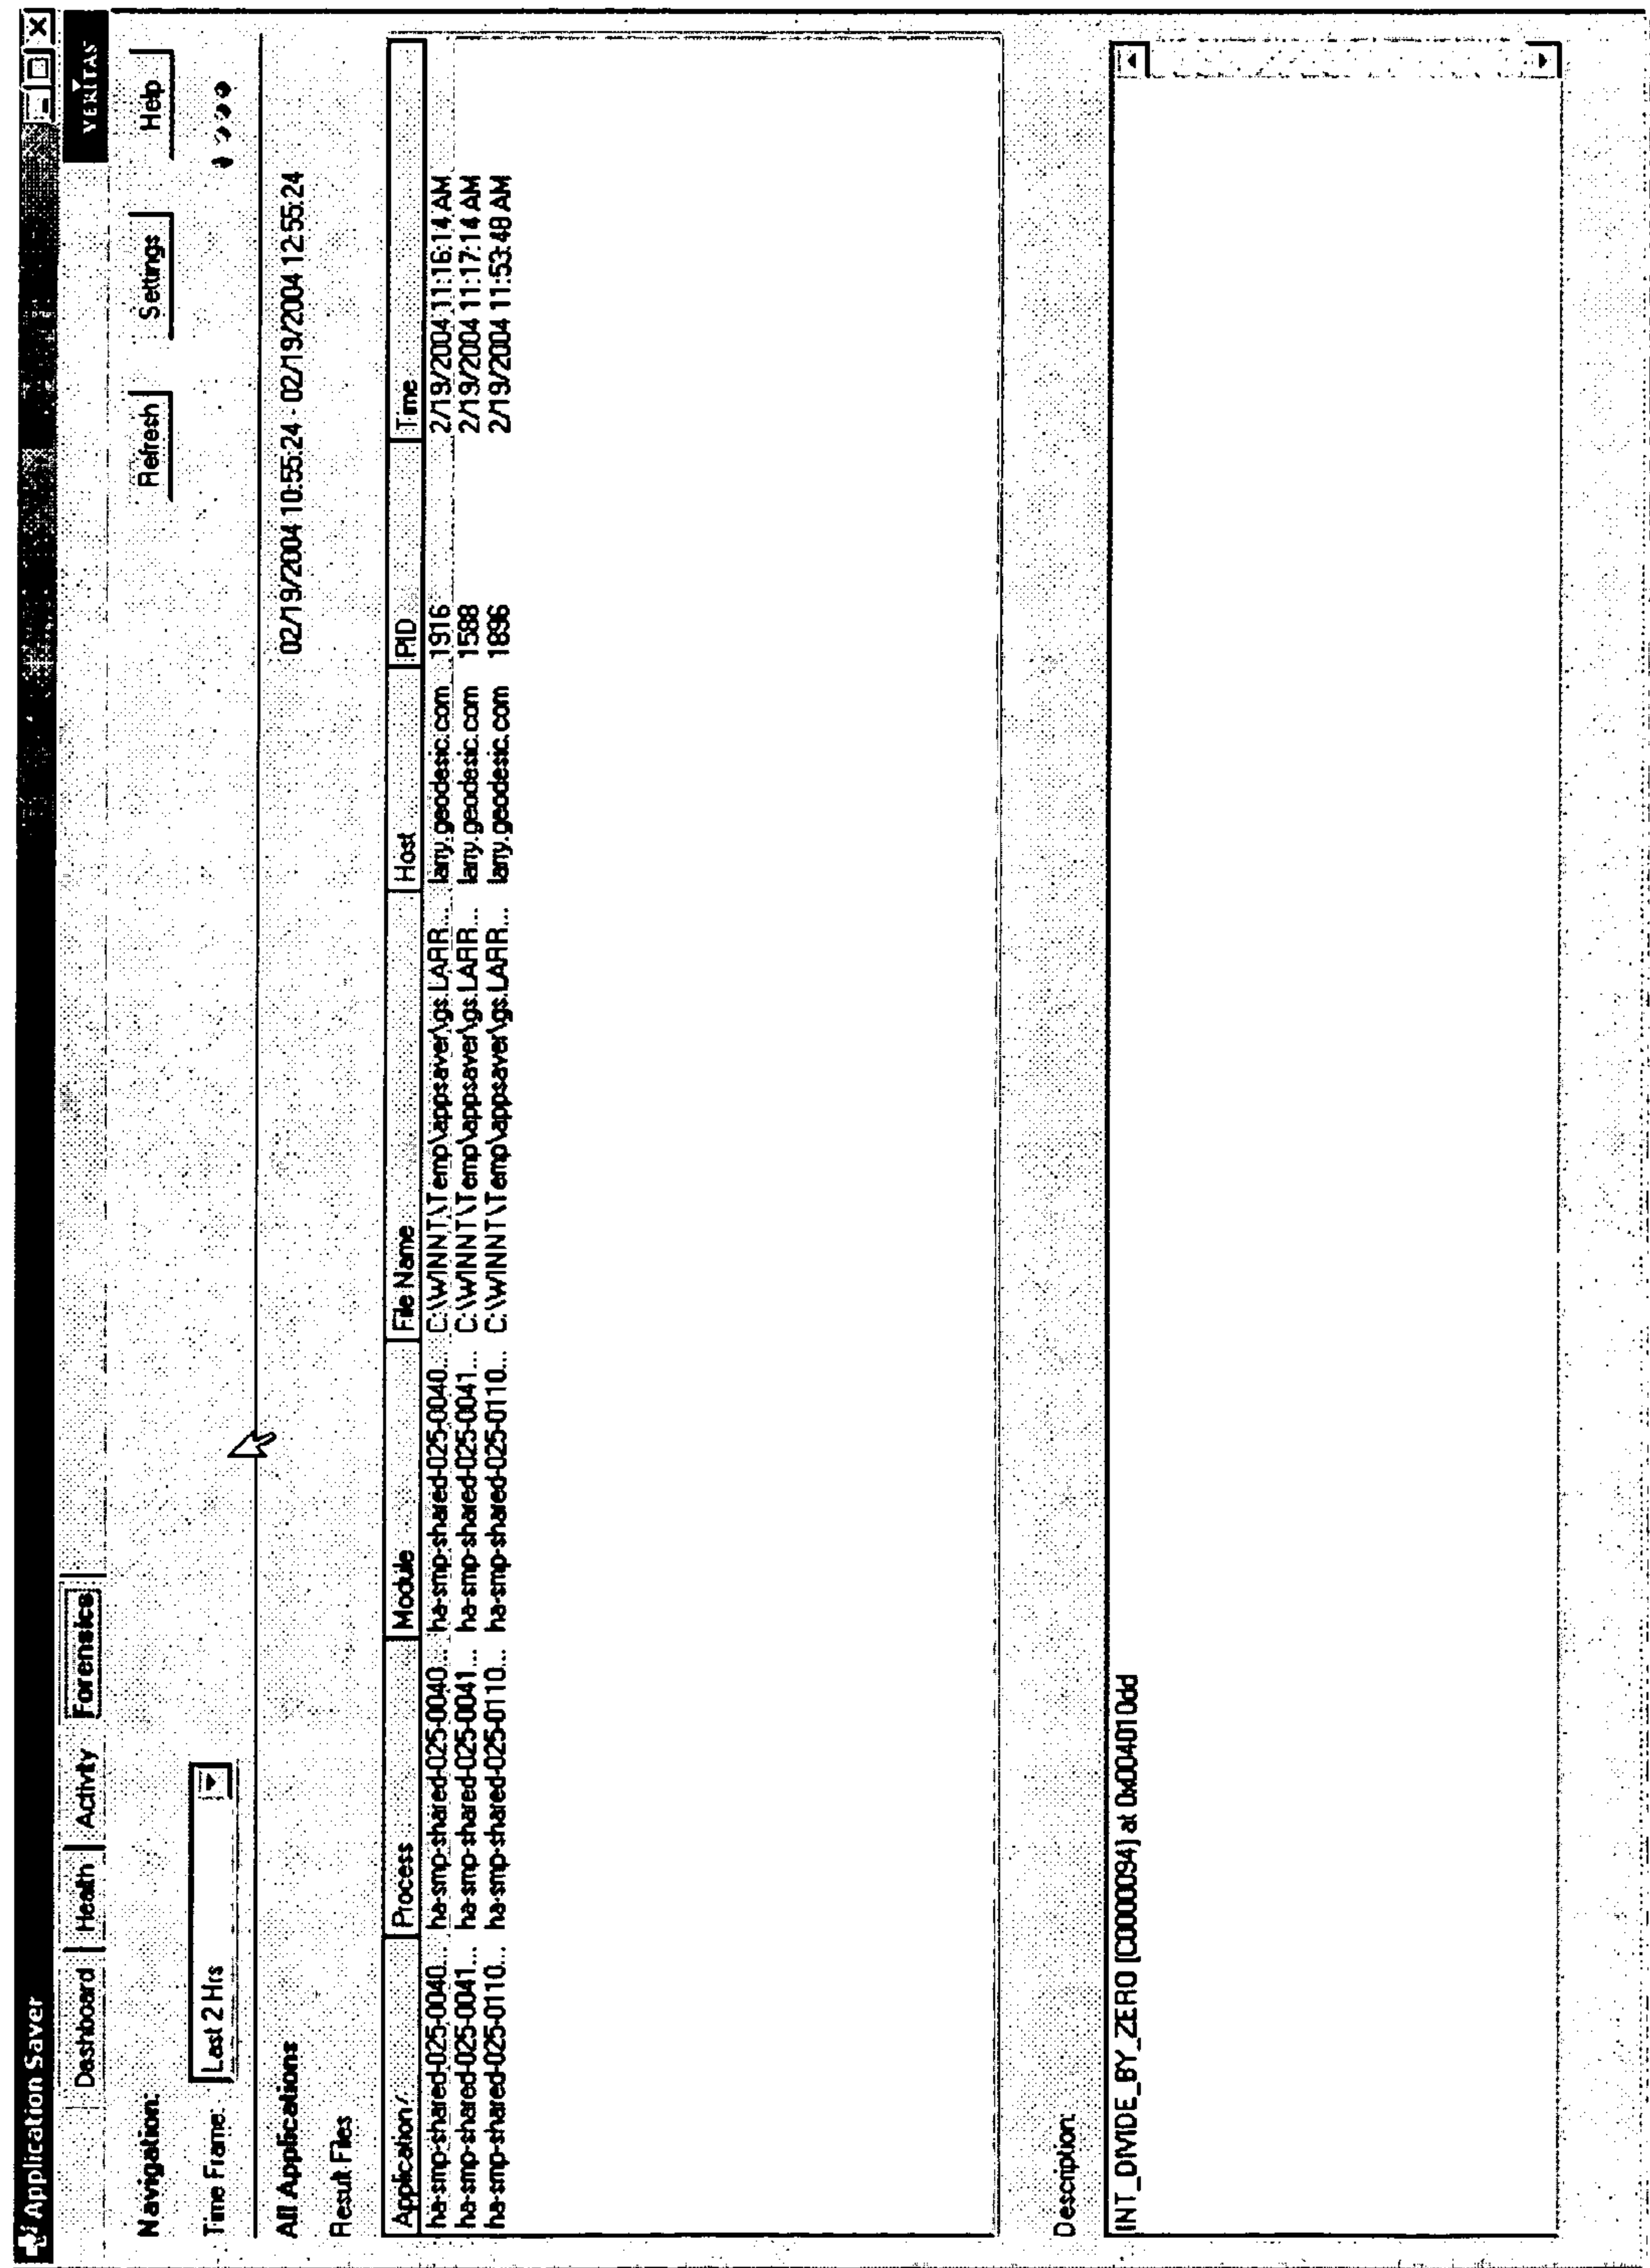 Application Saver
VERITAS
Dashboard Health Activity Forensics
Navigation: Refresh Settings Help
Time Frame: Last 2 Hrs
All Applications 02/19/2004 10:55:24 - 02/19/2004 12:55:24
Result Files
Application / Process Module File Name Host PID Time
ha-smp-shared-025-0040... ha-smp-shared-025-0040... ha-smp-shared-025-0040... C:\WINNT\Temp\appsaver\gs.LARR... larry.geodesic.com 1916 2/19/2004 11:16:14 AM
ha-smp-shared-025-0041... ha-smp-shared-025-0041... ha-smp-shared-025-0041... C:\WINNT\Temp\appsaver\gs.LARR... larry.geodesic.com 1588 2/19/2004 11:17:14 AM
ha-smp-shared-025-0110... ha-smp-shared-025-0110... ha-smp-shared-025-0110... C:\WINNT\Temp\appsaver\gs.LARR... larry.geodesic.com 1896 2/19/2004 11:53:48 AM
Description:
INT_DIVIDE_BY_ZERO [C0000094] at 0x004010dd